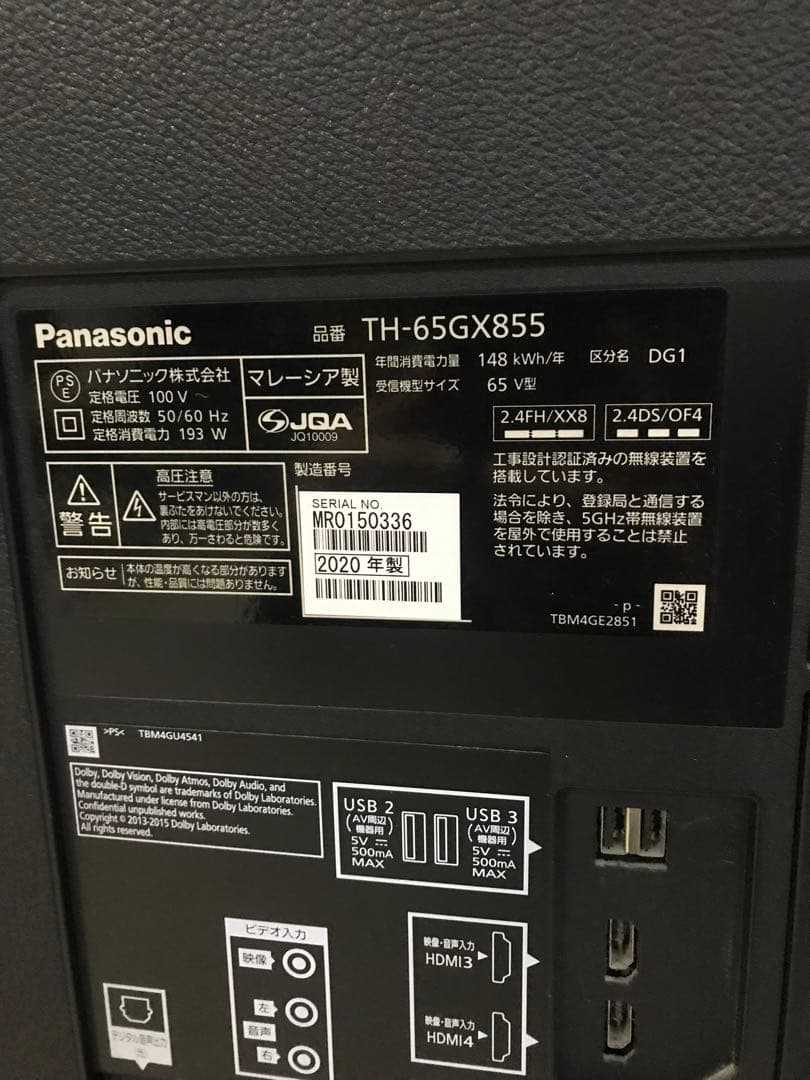 Panasonic
品番 TH-65GX855
PS
E
パナソニック株式会社
定格電圧 100 V ～
定格周波数 50/60 Hz
定格消費電力 193 W
マレーシア製
JQA
JQ10009
年間消費電力量 148 kWh/年 区分名 DG1
受信機型サイズ 65 V型
2.4FH/XX8
2.4DS/OF4
工事設計認証済みの無線装置を
搭載しています。
法令により、登録局と通信する
場合を除き、5GHz帯無線装置
を屋外で使用することは禁止
されています。
警告
高圧注意
サービスマン以外の方は、
裏ぶたをあけないでください。
内部には高電圧部分が数多く
あり、万一さわると危険です。
お知らせ
本体の温度が高くなる部分があります
が、性能・品質には問題ありません。
製造番号
SERIAL NO.
MR0150336
2020 年製
- p -
TBM4GE2851
>PS< TBM4GU4541
Dolby, Dolby Vision, Dolby Atmos, Dolby Audio, and
the double-D symbol are trademarks of Dolby Laboratories.
Manufactured under license from Dolby Laboratories.
Confidential unpublished works.
Copyright © 2013-2015 Dolby Laboratories.
All rights reserved.
USB 2
(AV周辺
機器用)
5V ⎓
500mA
MAX
USB 3
(AV周辺
機器用)
5V ⎓
500mA
MAX
ビデオ入力
映像
左
音声
右
映像・音声入力
HDMI3
映像・音声入力
HDMI4
デジタル音声出力
光